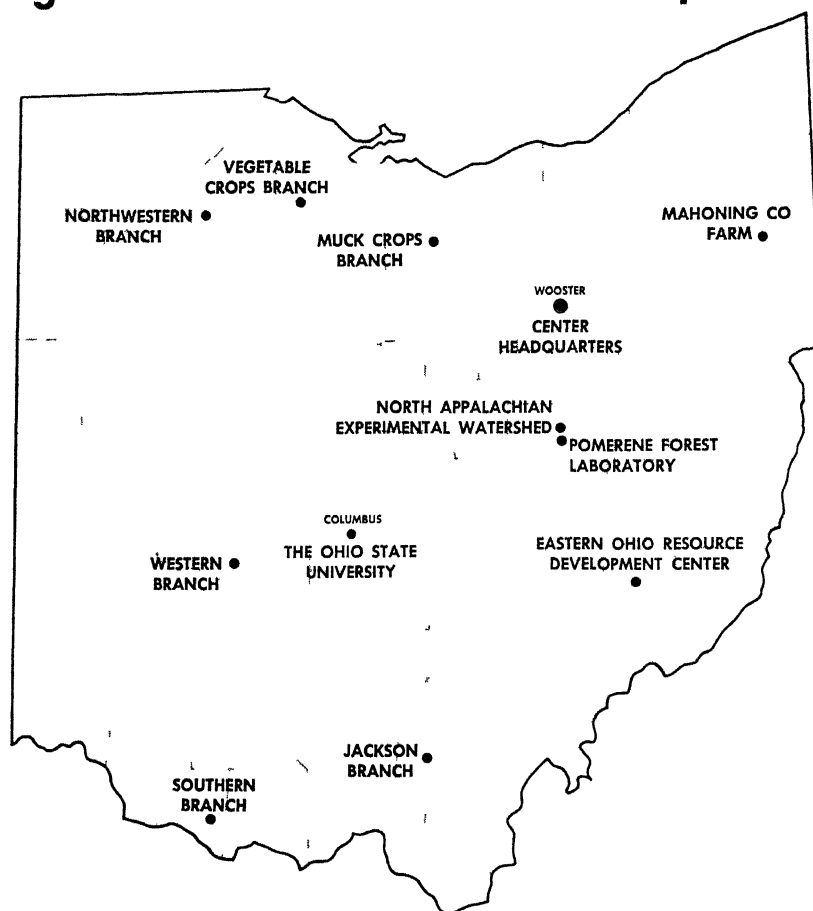 VEGETABLE
CROPS BRANCH
NORTHWESTERN
BRANCH
MUCK CROPS
BRANCH
MAHONING CO
FARM
WOOSTER
CENTER
HEADQUARTERS
NORTH APPALACHIAN
EXPERIMENTAL WATERSHED
POMERENE FOREST
LABORATORY
COLUMBUS
THE OHIO STATE
UNIVERSITY
EASTERN OHIO RESOURCE
DEVELOPMENT CENTER
WESTERN
BRANCH
JACKSON
BRANCH
SOUTHERN
BRANCH